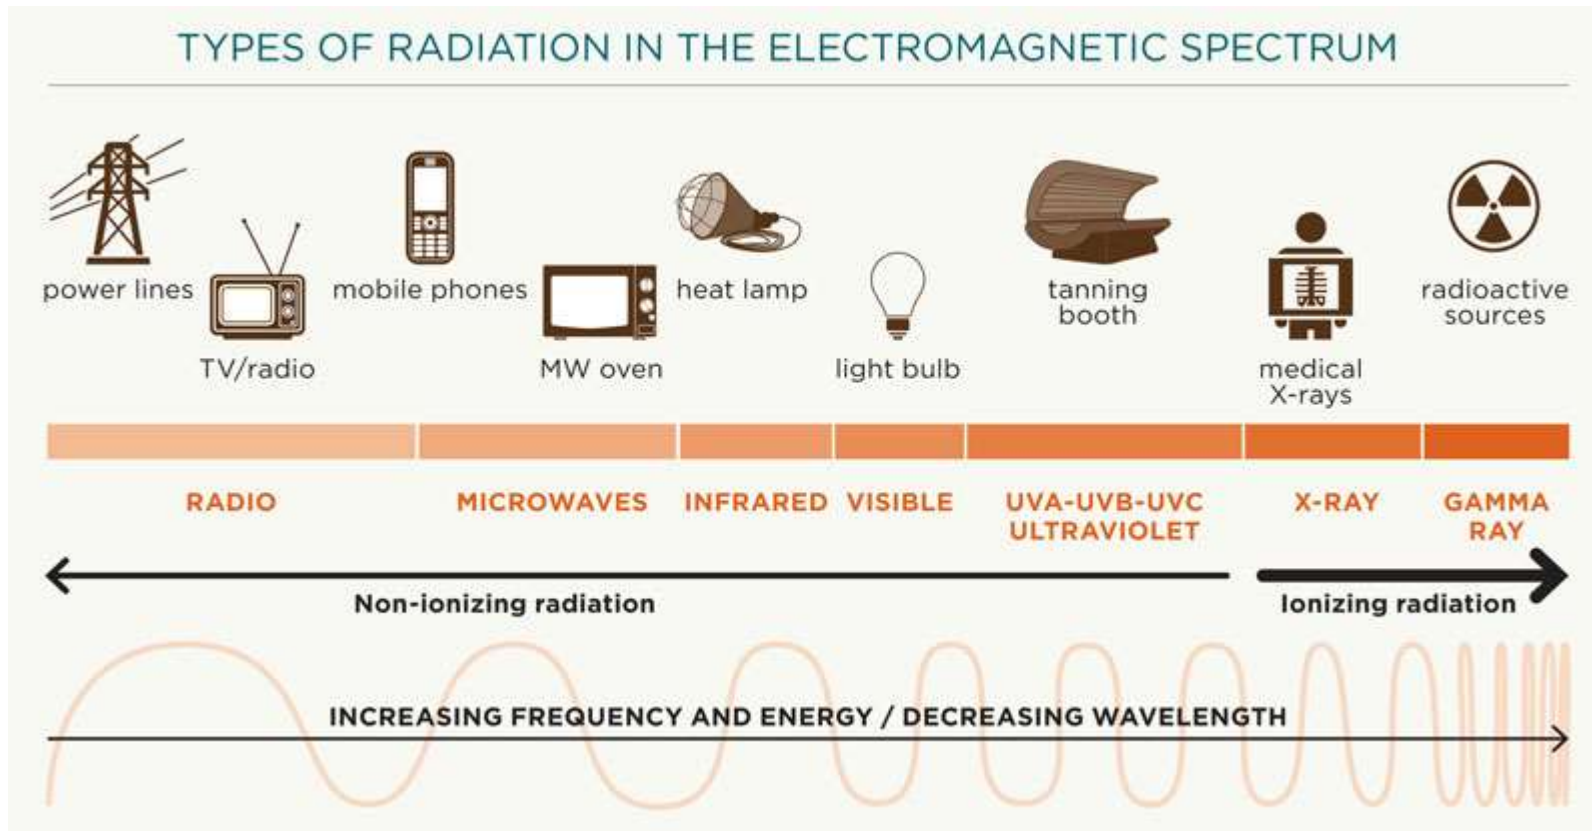 TYPES OF RADIATION IN THE ELECTROMAGNETIC SPECTRUM
power lines
TV/radio
mobile phones
MW oven
heat lamp
light bulb
tanning
booth
medical
X-rays
radioactive
sources
RADIO
MICROWAVES
INFRARED
VISIBLE
UVA-UVB-UVC
ULTRAVIOLET
X-RAY
GAMMA
RAY
Non-ionizing radiation
Ionizing radiation
INCREASING FREQUENCY AND ENERGY / DECREASING WAVELENGTH